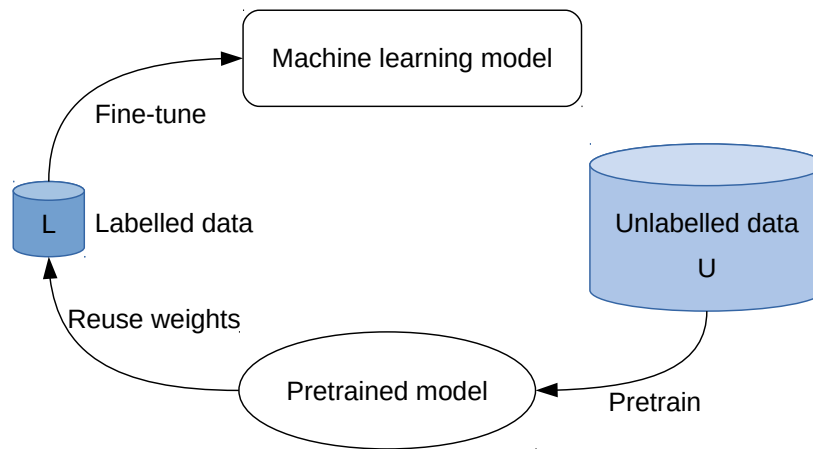 Machine learning model
Fine-tune
L
Labelled data
Unlabelled data
U
Reuse weights
Pretrained model
Pretrain